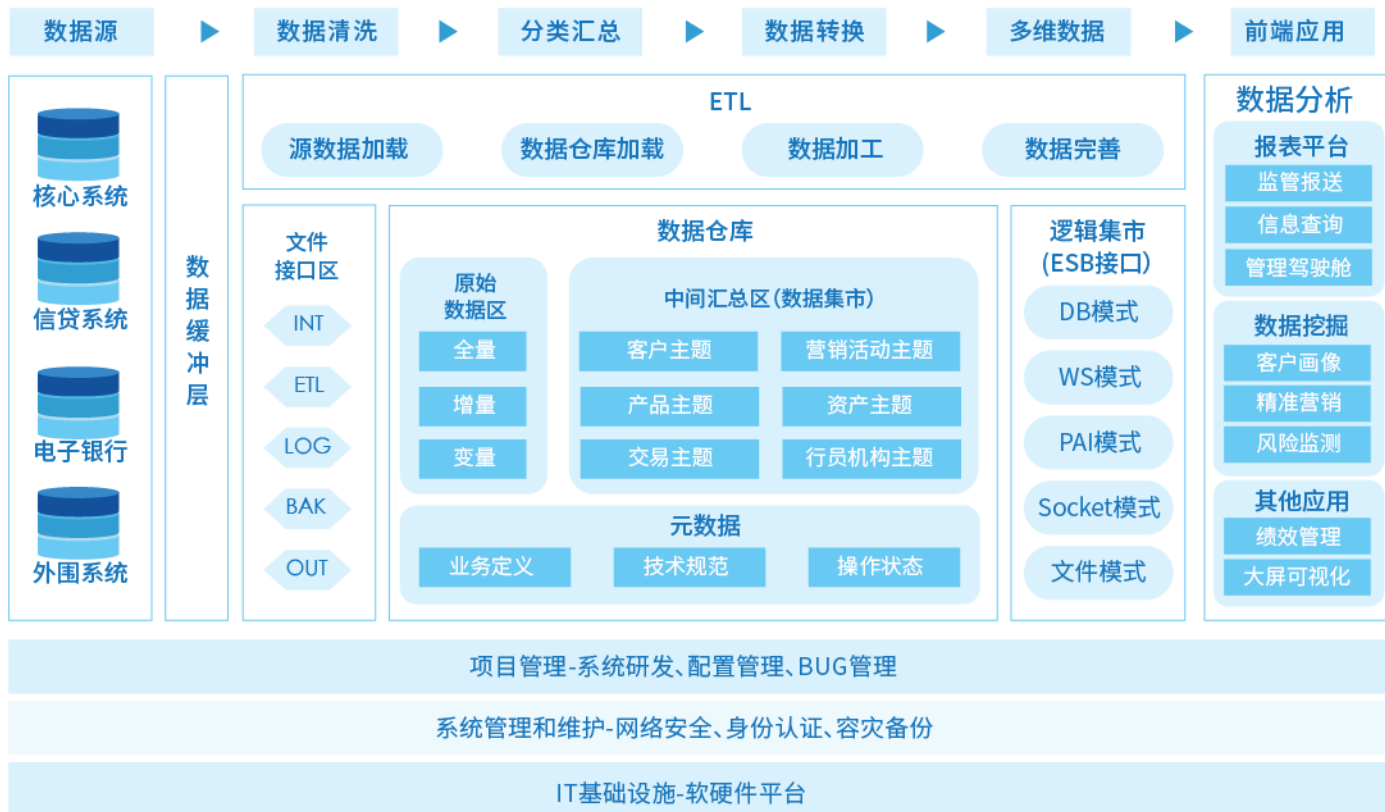 数据源
数据清洗
分类汇总
数据转换
多维数据
前端应用
核心系统
信贷系统
电子银行
外围系统
数
据
缓
冲
层
ETL
源数据加载
数据仓库加载
数据加工
数据完善
文件
接口区
INT
ETL
LOG
BAK
OUT
数据仓库
原始
数据区
全量
增量
变量
中间汇总区(数据集市)
客户主题
营销活动主题
产品主题
资产主题
交易主题
行员机构主题
元数据
业务定义
技术规范
操作状态
逻辑集市
(ESB接口)
DB模式
WS模式
PAI模式
Socket模式
文件模式
数据分析
报表平台
监管报送
信息查询
管理驾驶舱
数据挖掘
客户画像
精准营销
风险监测
其他应用
绩效管理
大屏可视化
项目管理-系统研发、配置管理、BUG管理
系统管理和维护-网络安全、身份认证、容灾备份
IT基础设施-软硬件平台